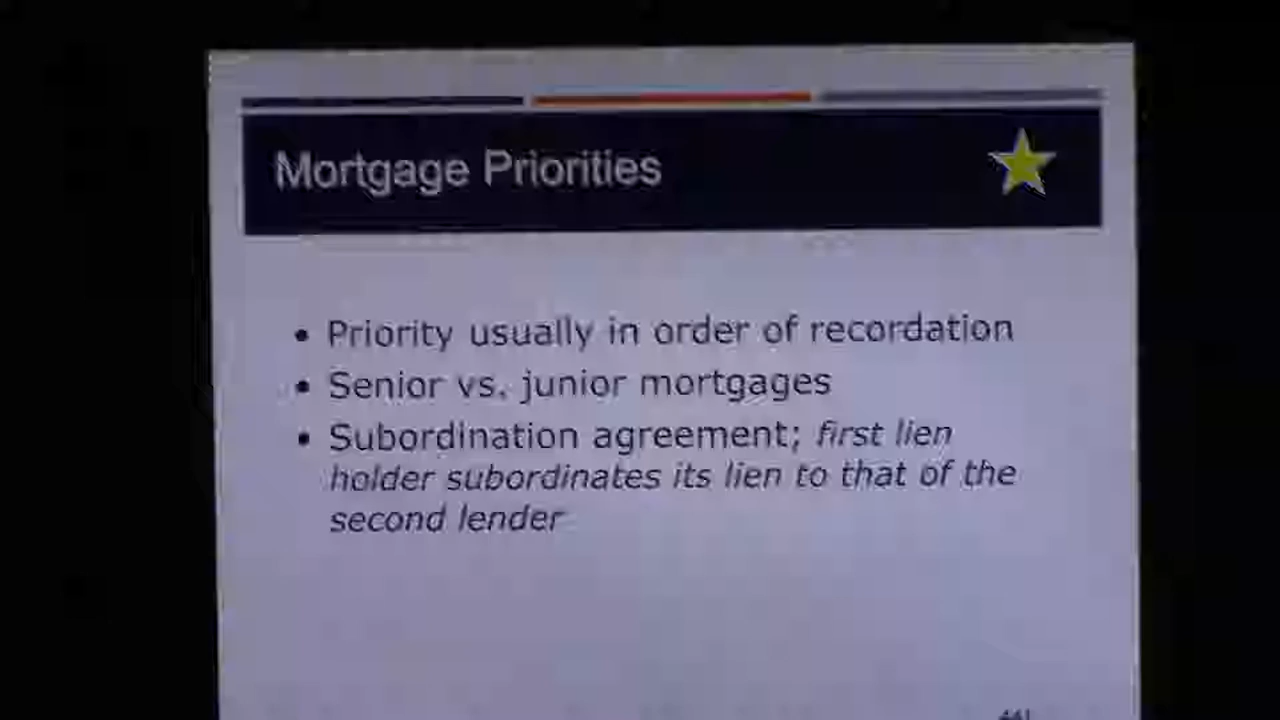 Mortgage Priorities
• Priority usually in order of recordation
• Senior vs. junior mortgages
• Subordination agreement; first lien
holder subordinates its lien to that of the
second lender